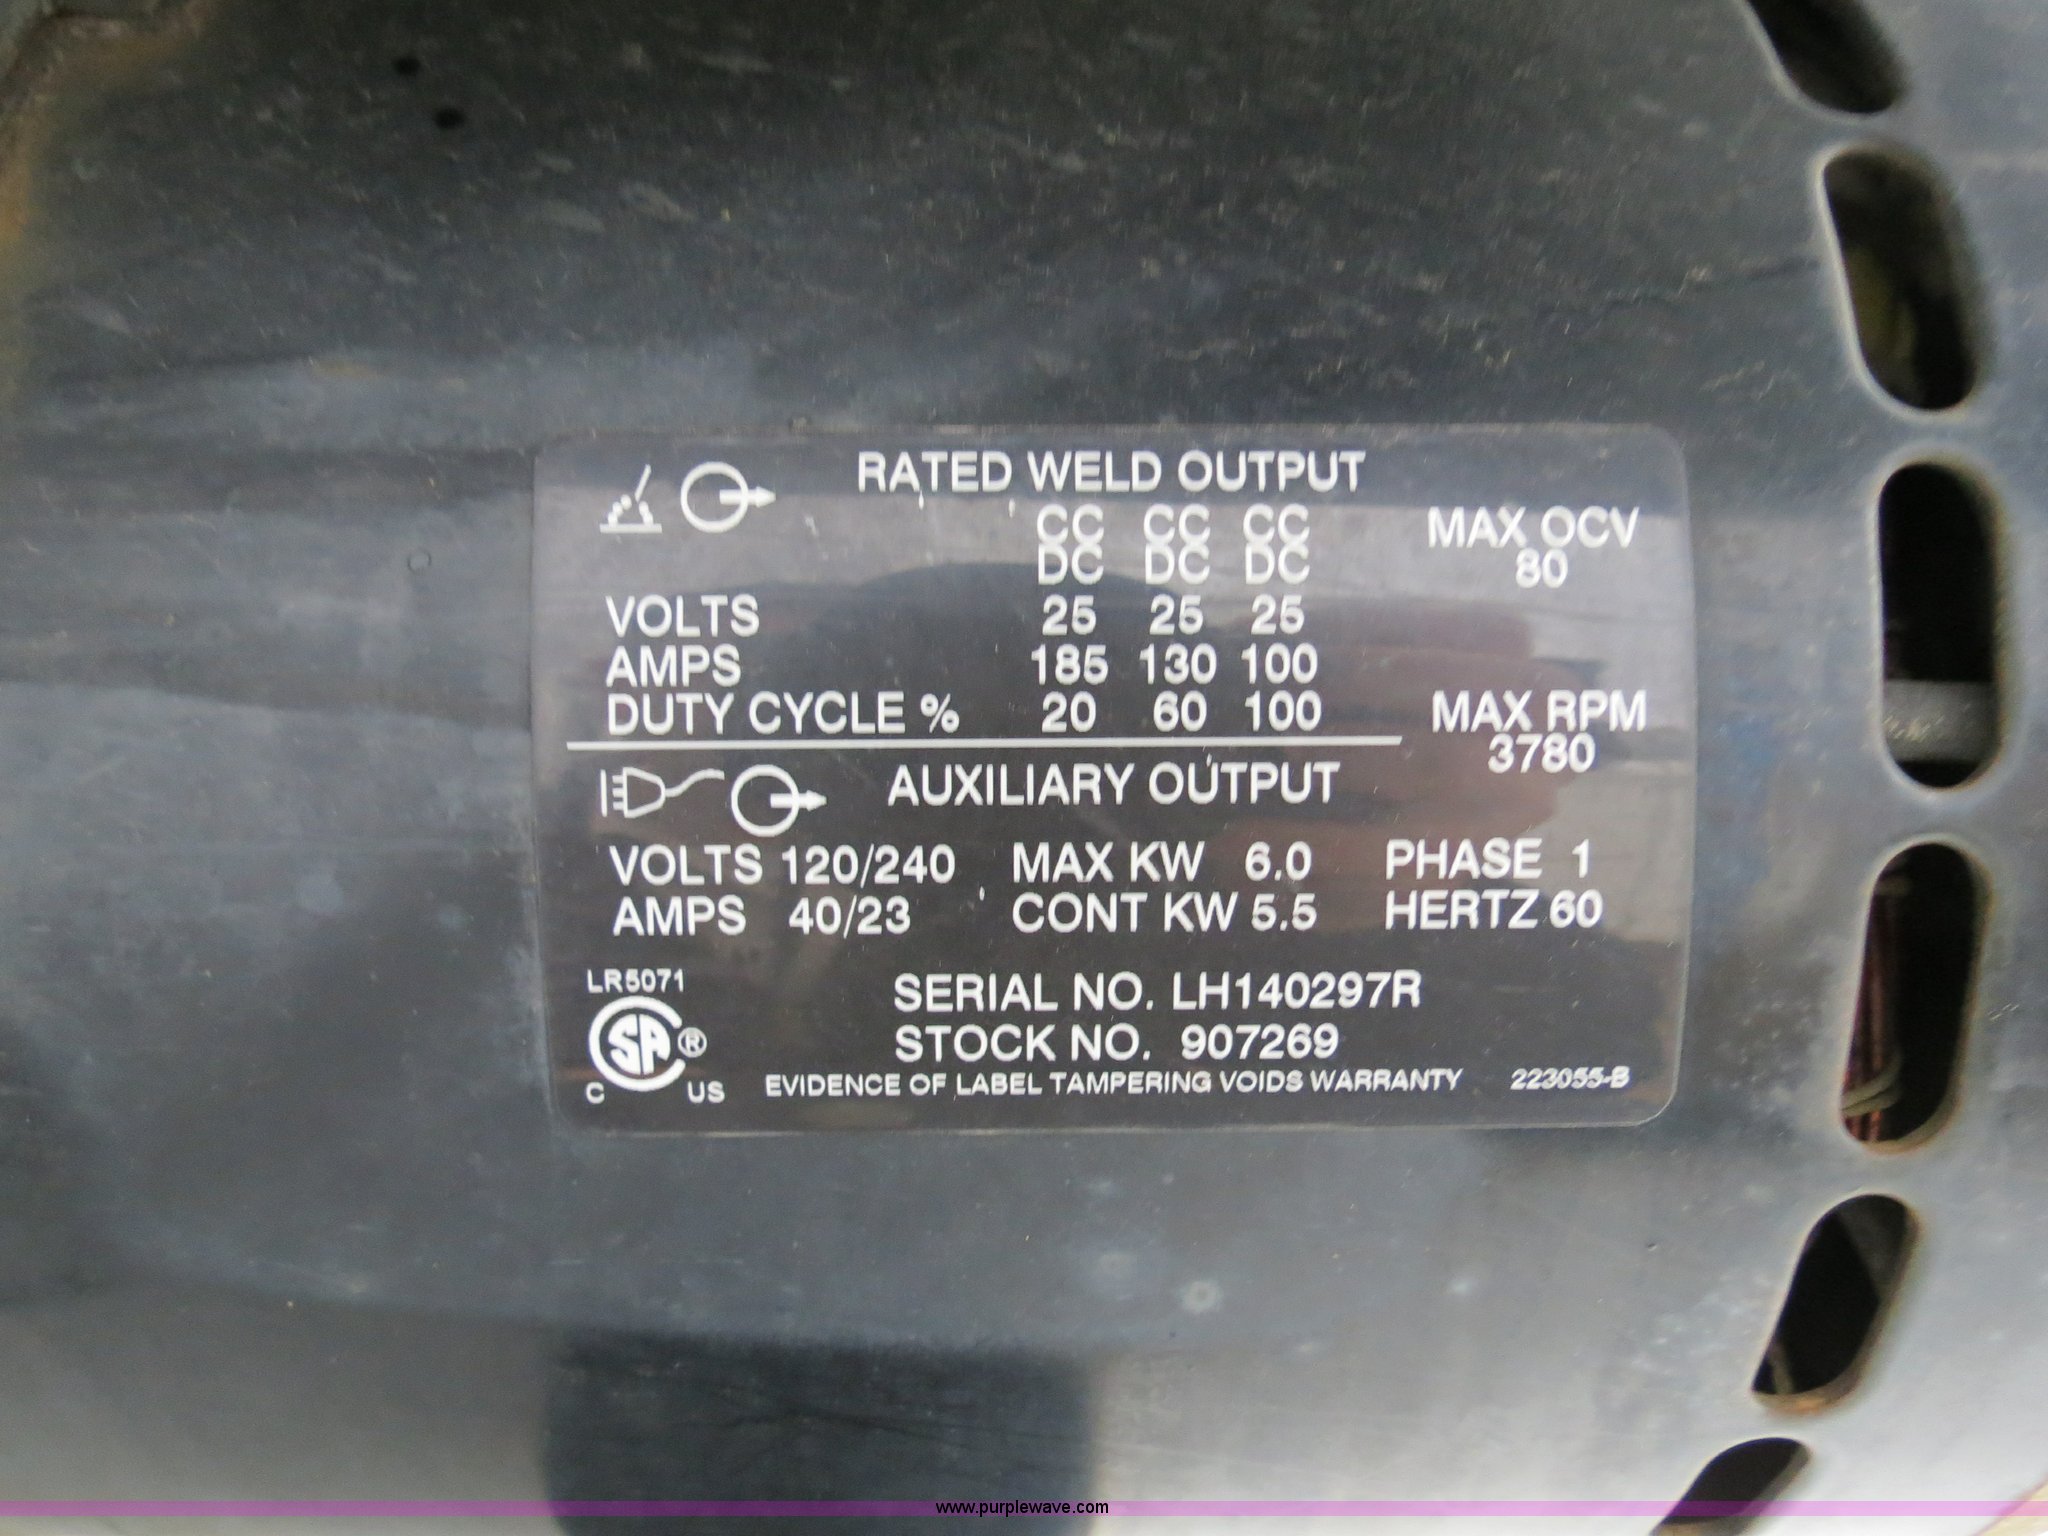 RATED WELD OUTPUT
CC CC CC MAX OCV
DC DC DC 80
VOLTS 25 25 25
AMPS 185 130 100
DUTY CYCLE % 20 60 100 MAX RPM
3780
AUXILIARY OUTPUT
VOLTS 120/240 MAX KW 6.0 PHASE 1
AMPS 40/23 CONT KW 5.5 HERTZ 60
LR5071
SERIAL NO. LH140297R
SA ®
STOCK NO. 907269
C US
EVIDENCE OF LABEL TAMPERING VOIDS WARRANTY 223055-B
www.purplewave.com